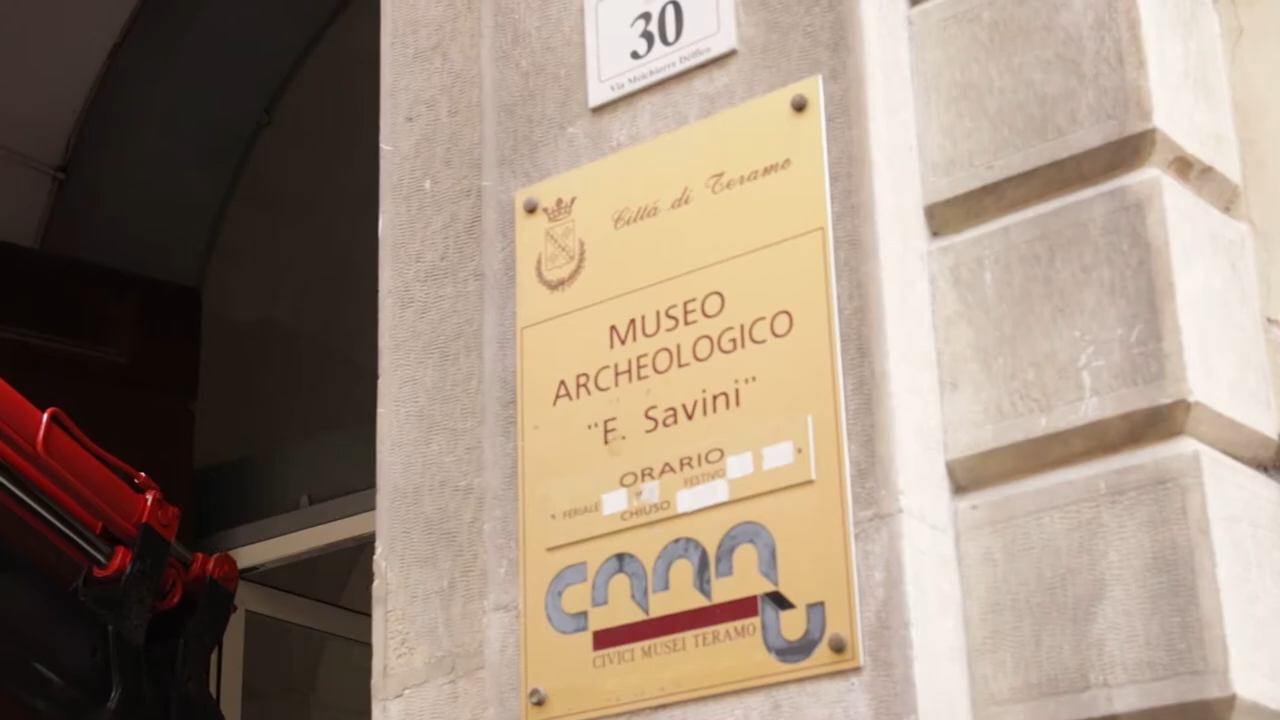 30
Via Melchiorre Delfico
Città di Teramo
MUSEO
ARCHEOLOGICO
"E. Savini"
ORARIO
* FERIALE FESTIVO *
CHIUSO
CIVICI MUSEI TERAMO